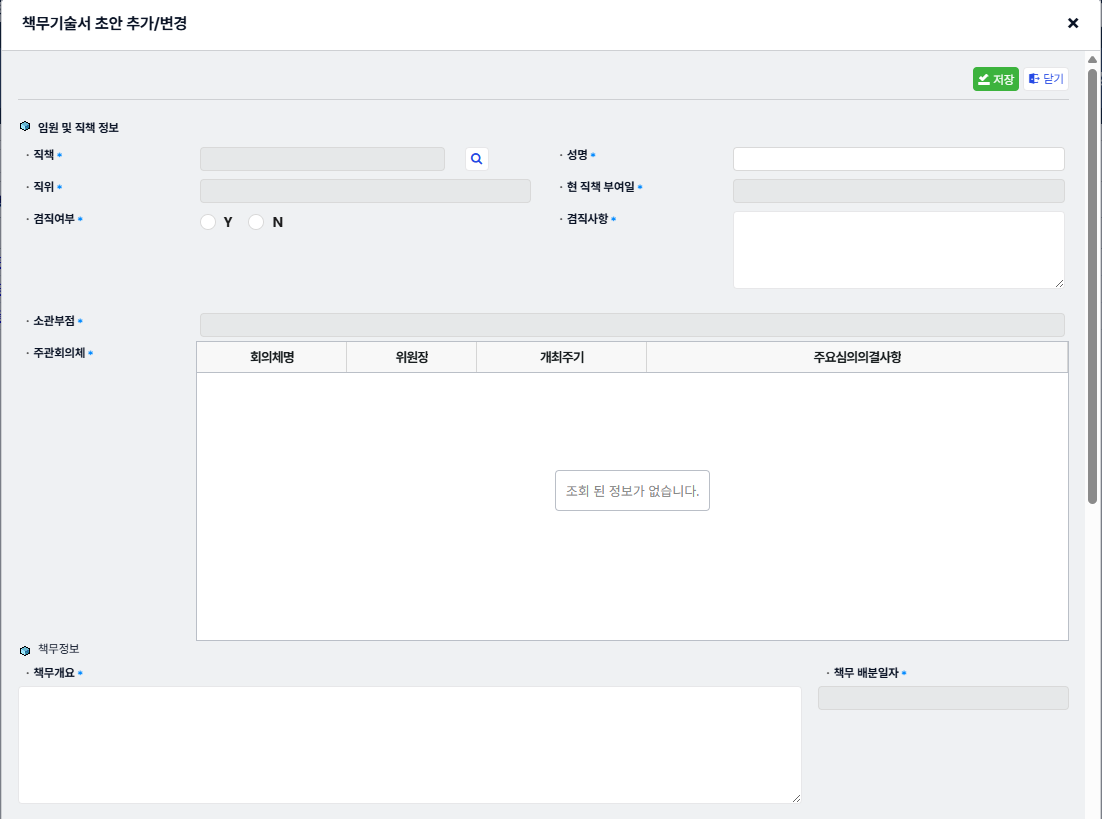 책무기술서 초안 추가/변경
저장 닫기
임원 및 직책 정보
· 직책 * · 성명 *
· 직위 * · 현 직책 부여일 *
· 겸직여부 * Y N · 겸직사항 *
· 소관부점 *
· 주관회의체 * 회의체명 위원장 개최주기 주요심의의결사항
조회 된 정보가 없습니다.
책무정보
· 책무개요 * · 책무 배분일자 *